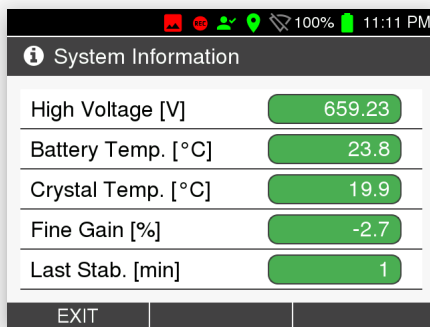 REC 100% 11:11 PM
i System Information
High Voltage [V] 659.23
Battery Temp. [°C] 23.8
Crystal Temp. [°C] 19.9
Fine Gain [%] -2.7
Last Stab. [min] 1
EXIT